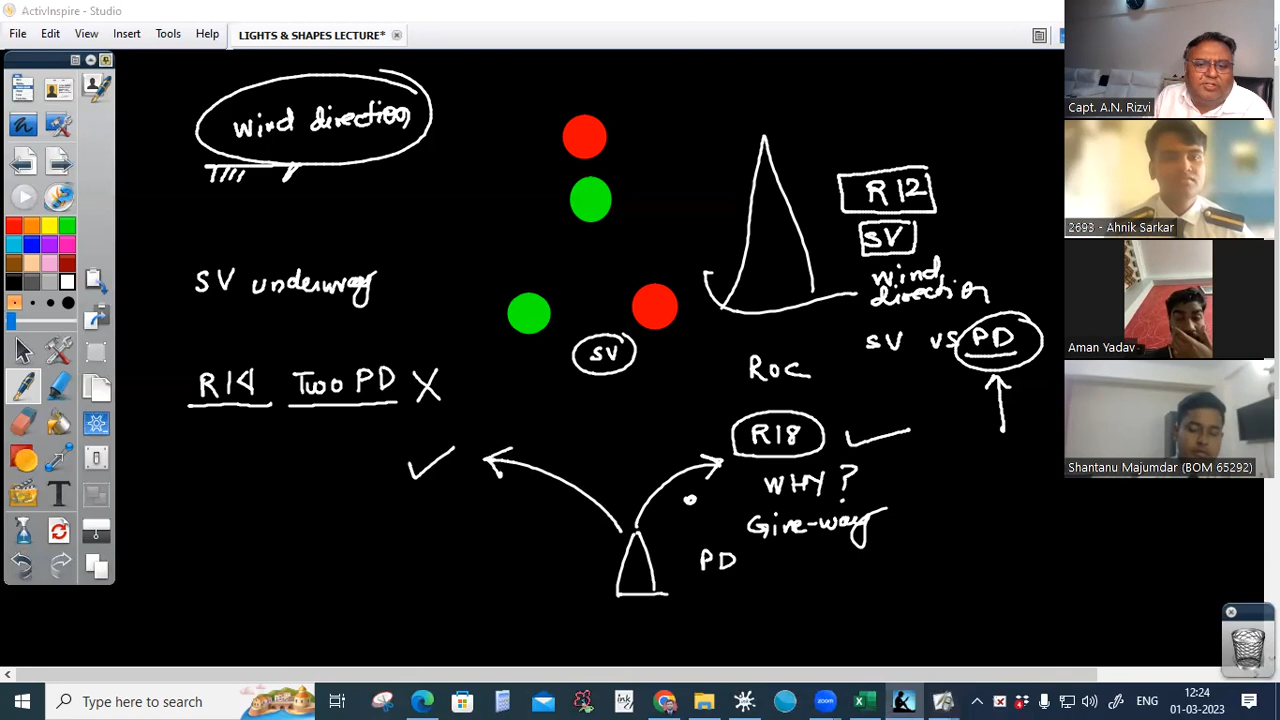 ActivInspire - Studio
File Edit View Insert Tools Help
LIGHTS & SHAPES LECTURE*
wind direction
R12
SV
wind
direction
SV underway
SV
SV VS PD
ROC
R14 Two PD X
R18
WHY?
Give-way
PD
Capt. A.N. Rizvi
2693 - Ahnik Sarkar
Aman Yadav
Shantanu Majumdar (BOM 65292)
Type here to search
ink
zoom
ENG
12:24
01-03-2023